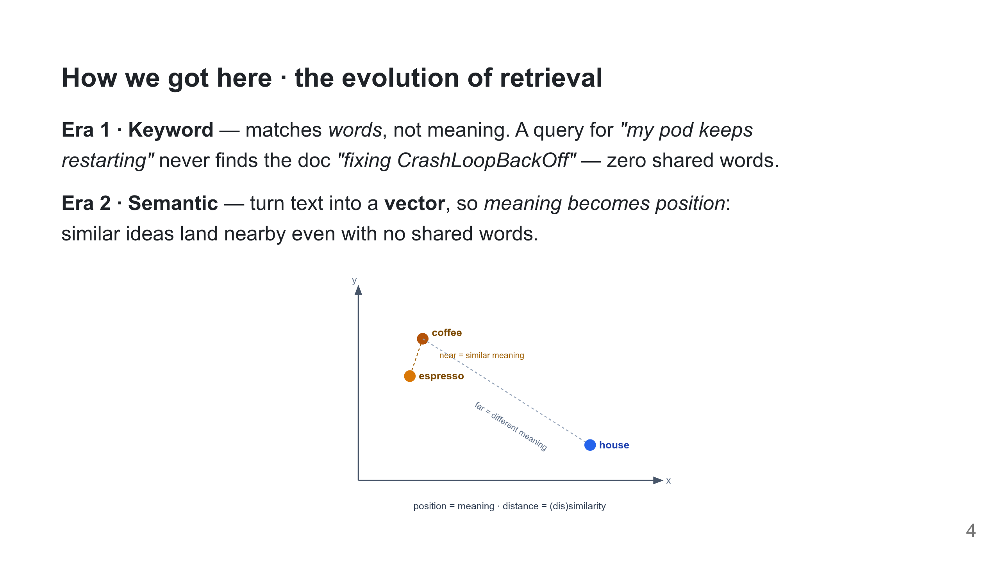 How we got here · the evolution of retrieval
Era 1 · Keyword — matches words, not meaning. A query for "my pod keeps
restarting" never finds the doc "fixing CrashLoopBackOff" — zero shared words.
Era 2 · Semantic — turn text into a vector, so meaning becomes position:
similar ideas land nearby even with no shared words.
y
coffee
near = similar meaning
espresso
far = different meaning
house
x
position = meaning · distance = (dis)similarity
4